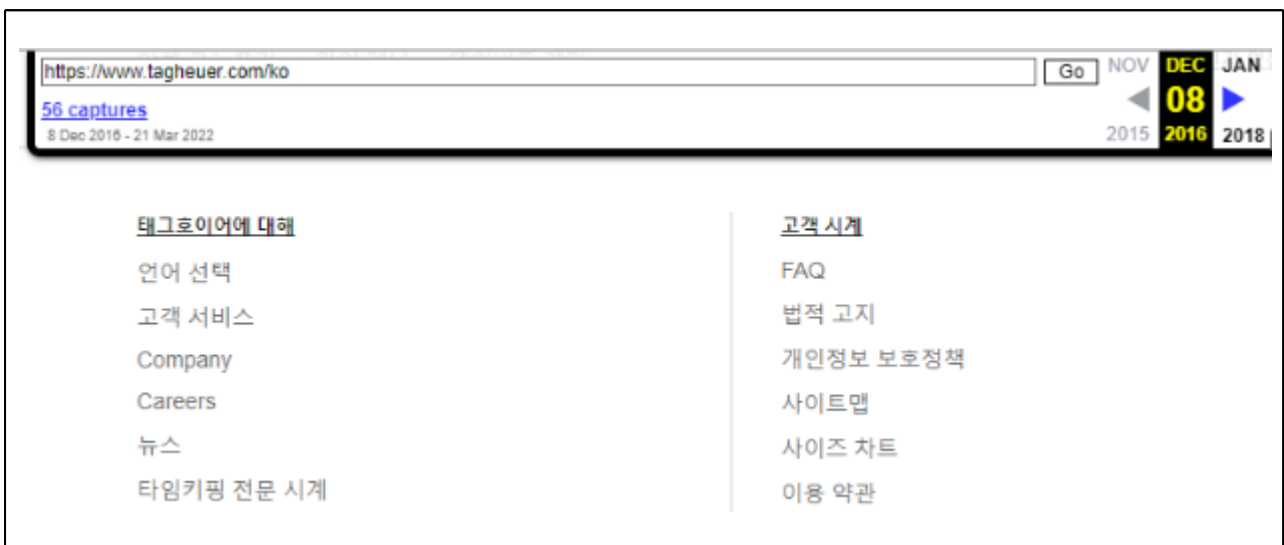 https://www.tagheuer.com/ko Go NOV DEC JAN
56 captures 08
8 Dec 2016 - 21 Mar 2022 2015 2016 2018
태그호이어에 대해
언어 선택
고객 서비스
Company
Careers
뉴스
타임키핑 전문 시계
고객 시계
FAQ
법적 고지
개인정보 보호정책
사이트맵
사이즈 차트
이용 약관